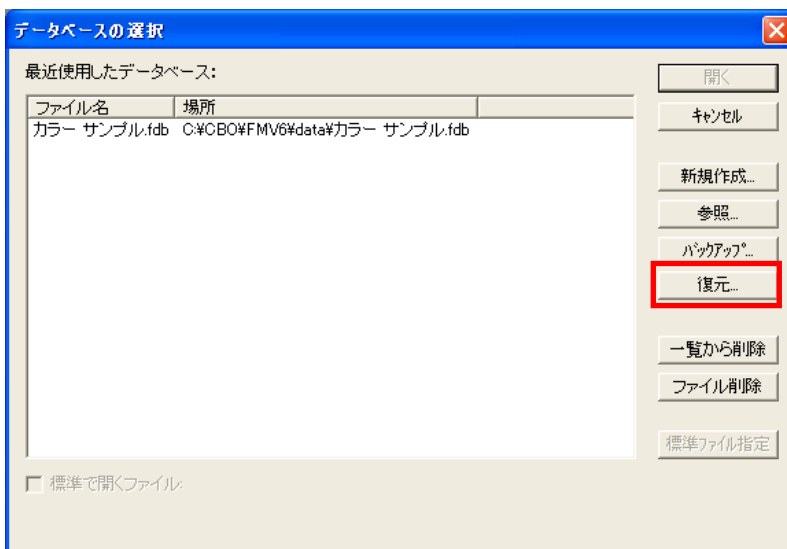 データベースの選択
最近使用したデータベース:
ファイル名 場所
カラー サンプル.fdb C:¥CBO¥FMV6¥data¥カラー サンプル.fdb
開く
キャンセル
新規作成...
参照...
バックアップ...
復元...
一覧から削除
ファイル削除
標準ファイル指定
標準で開くファイル: